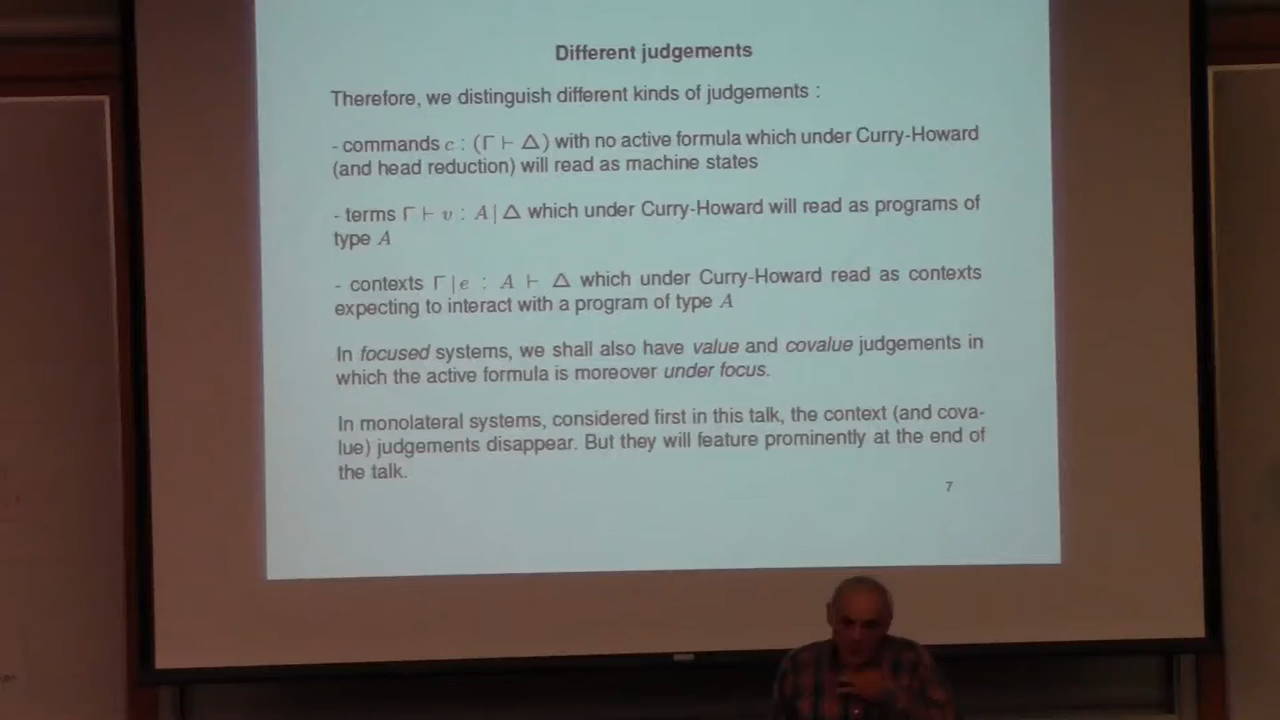 Different judgements
Therefore, we distinguish different kinds of judgements :
- commands c : (Γ ⊢ Δ) with no active formula which under Curry-Howard
(and head reduction) will read as machine states
- terms Γ ⊢ v : A | Δ which under Curry-Howard will read as programs of
type A
- contexts Γ | e : A ⊢ Δ which under Curry-Howard read as contexts
expecting to interact with a program of type A
In focused systems, we shall also have value and covalue judgements in
which the active formula is moreover under focus.
In monolateral systems, considered first in this talk, the context (and cova-
lue) judgements disappear. But they will feature prominently at the end of
the talk.
7